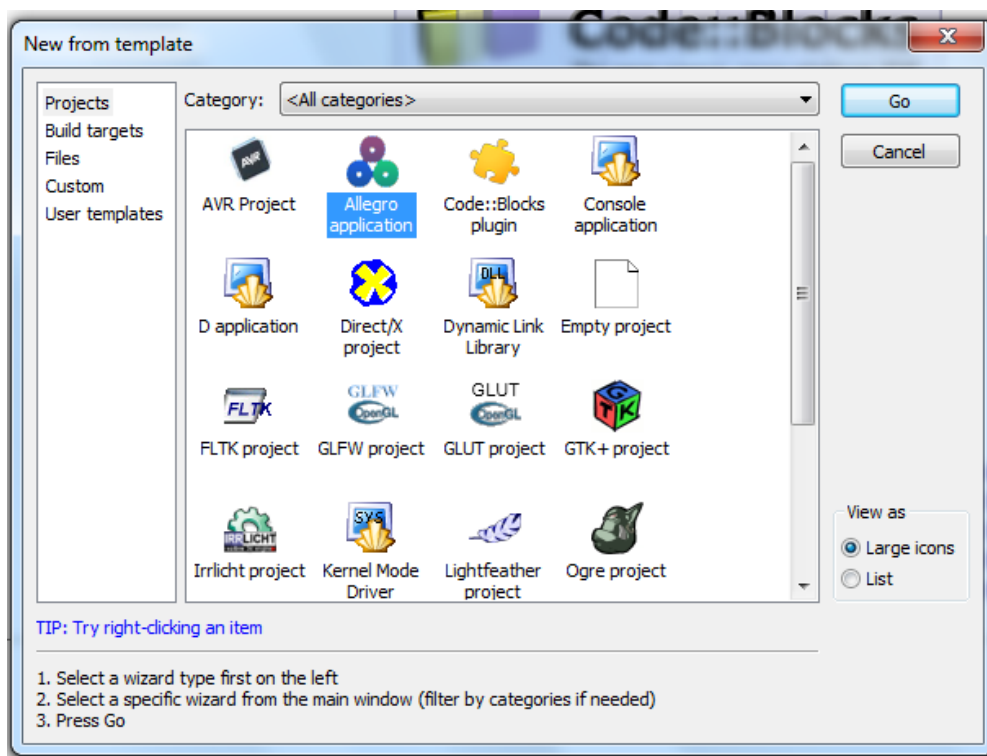 Code::Blocks
New from template
Projects
Build targets
Files
Custom
User templates
Category: <All categories>
Go
Cancel
AVR
AVR Project
Allegro
application
Code::Blocks
plugin
Console
application
D application
Direct/X
project
DLL
Dynamic Link
Library
Empty project
FLTK
FLTK project
GLFW
OpenGL
GLFW project
GLUT
OpenGL
GLUT project
GTK
GTK+ project
IRRLICHT
Irrlicht project
SYS
Kernel Mode
Driver
Lightfeather
project
Ogre project
View as
Large icons
List
TIP: Try right-clicking an item
1. Select a wizard type first on the left
2. Select a specific wizard from the main window (filter by categories if needed)
3. Press Go